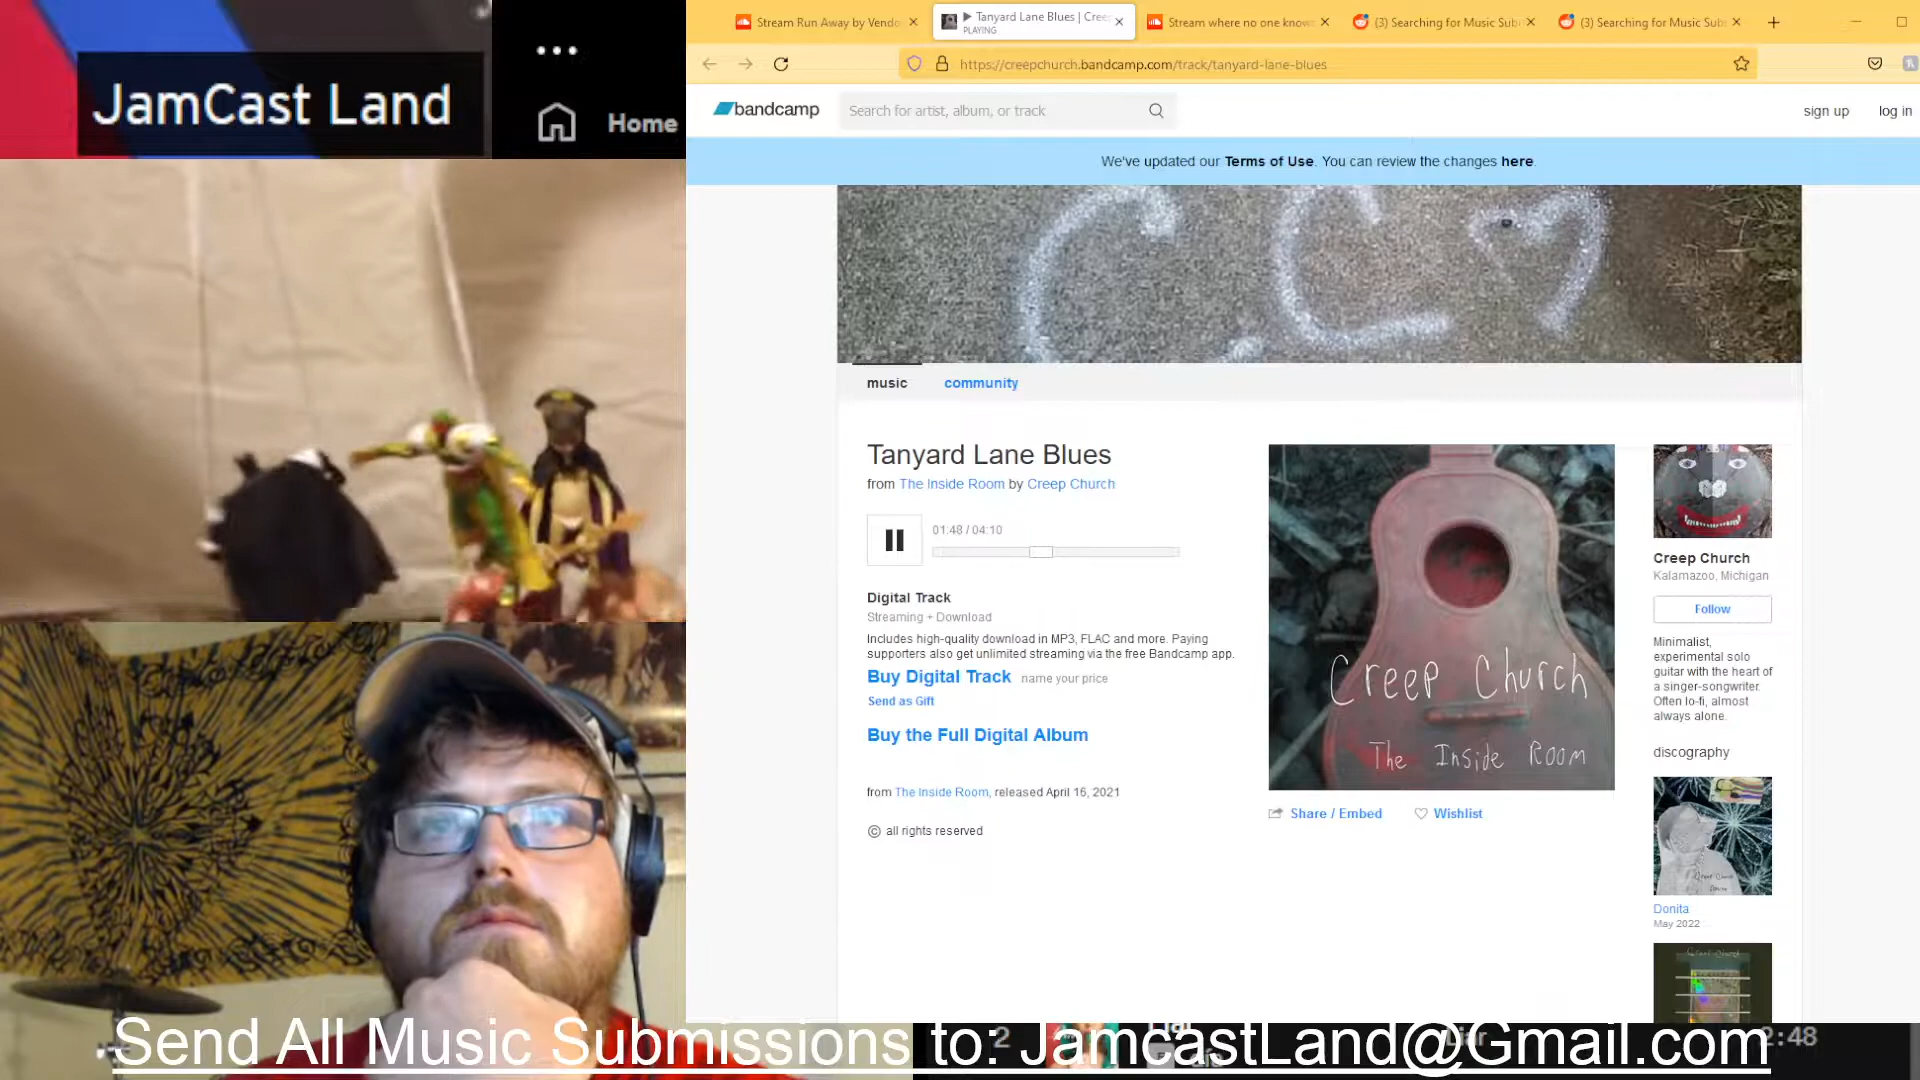 JamCast Land
Home
Stream Run Away by Vendo
Tanyard Lane Blues | Cree
PLAYING
Stream where no one know
(3) Searching for Music Sub
(3) Searching for Music Sub
https://creepchurch.bandcamp.com/track/tanyard-lane-blues
bandcamp
Search for artist, album, or track
sign up
log in
We've updated our Terms of Use. You can review the changes here.
C.C
music
community
Tanyard Lane Blues
from The Inside Room by Creep Church
01:48 / 04:10
Digital Track
Streaming + Download
Includes high-quality download in MP3, FLAC and more. Paying
supporters also get unlimited streaming via the free Bandcamp app.
Buy Digital Track name your price
Send as Gift
Buy the Full Digital Album
from The Inside Room, released April 16, 2021
© all rights reserved
Creep Church
The Inside Room
Share / Embed
Wishlist
Creep Church
Kalamazoo, Michigan
Follow
Minimalist,
experimental solo
guitar with the heart of
a singer-songwriter.
Often lo-fi, almost
always alone.
discography
Creep Church
Donita
May 2022
Creep Church
Send All Music Submissions to: JamcastLand@Gmail.com
2
Liar
2:48